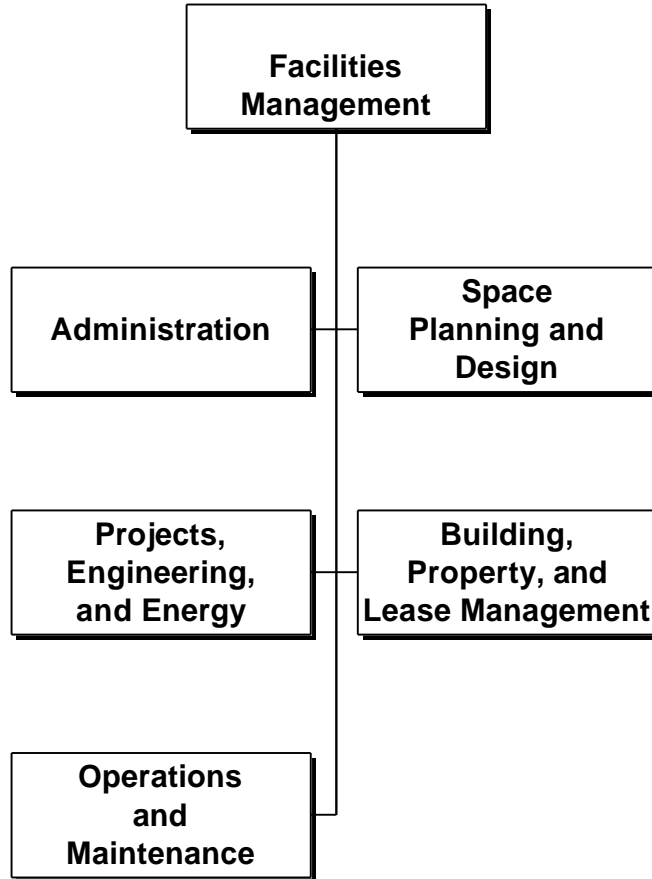 Facilities
Management
Administration
Space
Planning and
Design
Projects,
Engineering,
and Energy
Building,
Property, and
Lease Management
Operations
and
Maintenance